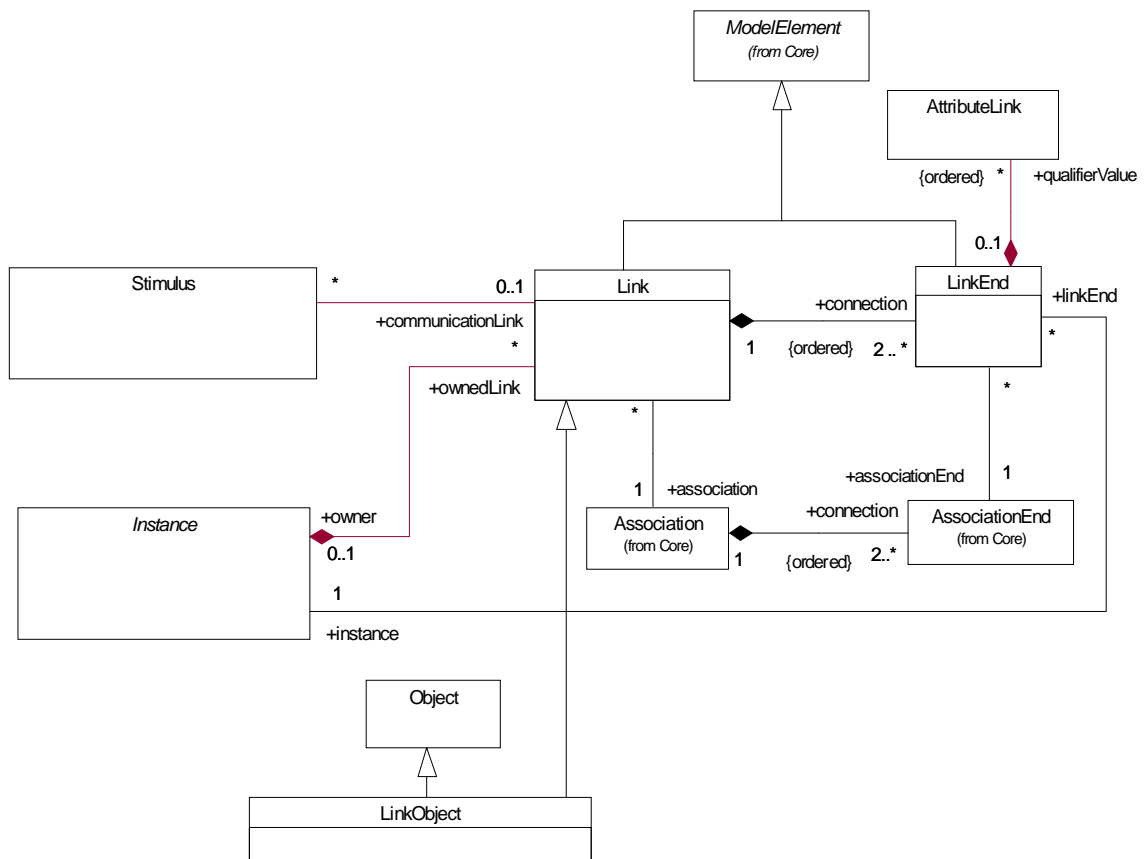 ModelElement
(from Core)
AttributeLink
{ordered} * +qualifierValue
0..1
Stimulus
*
0..1
+communicationLink
Link
LinkEnd
+linkEnd
*
+connection
1 {ordered} 2 .. *
*
+ownedLink
*
*
1 +association
+associationEnd 1
Instance
+owner
0..1
Association
(from Core)
+connection
1 {ordered} 2..*
AssociationEnd
(from Core)
1
+instance
Object
LinkObject